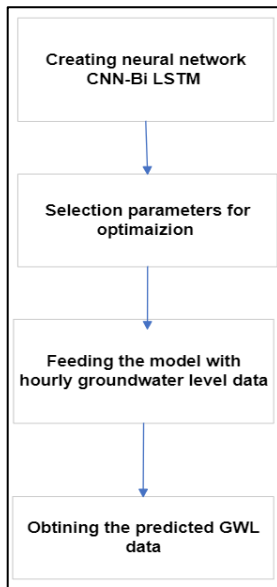 Creating neural network
CNN-Bi LSTM
Selection parameters for
optimaizion
Feeding the model with
hourly groundwater level data
Obtining the predicted GWL
data